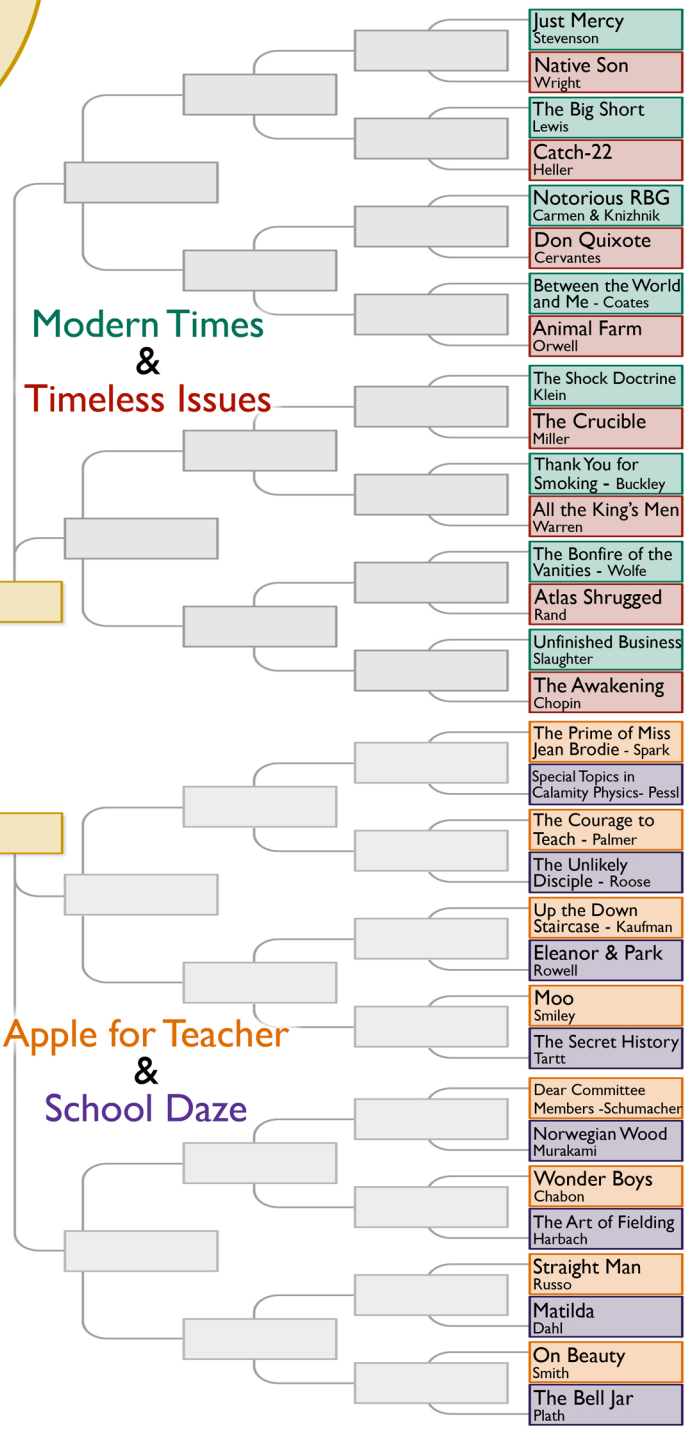 Just Mercy
Stevenson
Native Son
Wright
The Big Short
Lewis
Catch-22
Heller
Notorious RBG
Carmen & Knizhnik
Don Quixote
Cervantes
Between the World
and Me - Coates
Animal Farm
Orwell
Modern Times
&
Timeless Issues
The Shock Doctrine
Klein
The Crucible
Miller
Thank You for
Smoking - Buckley
All the King's Men
Warren
The Bonfire of the
Vanities - Wolfe
Atlas Shrugged
Rand
Unfinished Business
Slaughter
The Awakening
Chopin
The Prime of Miss
Jean Brodie - Spark
Special Topics in
Calamity Physics- Pessl
The Courage to
Teach - Palmer
The Unlikely
Disciple - Roose
Up the Down
Staircase - Kaufman
Eleanor & Park
Rowell
Moo
Smiley
The Secret History
Tartt
Apple for Teacher
&
School Daze
Dear Committee
Members -Schumacher
Norwegian Wood
Murakami
Wonder Boys
Chabon
The Art of Fielding
Harbach
Straight Man
Russo
Matilda
Dahl
On Beauty
Smith
The Bell Jar
Plath